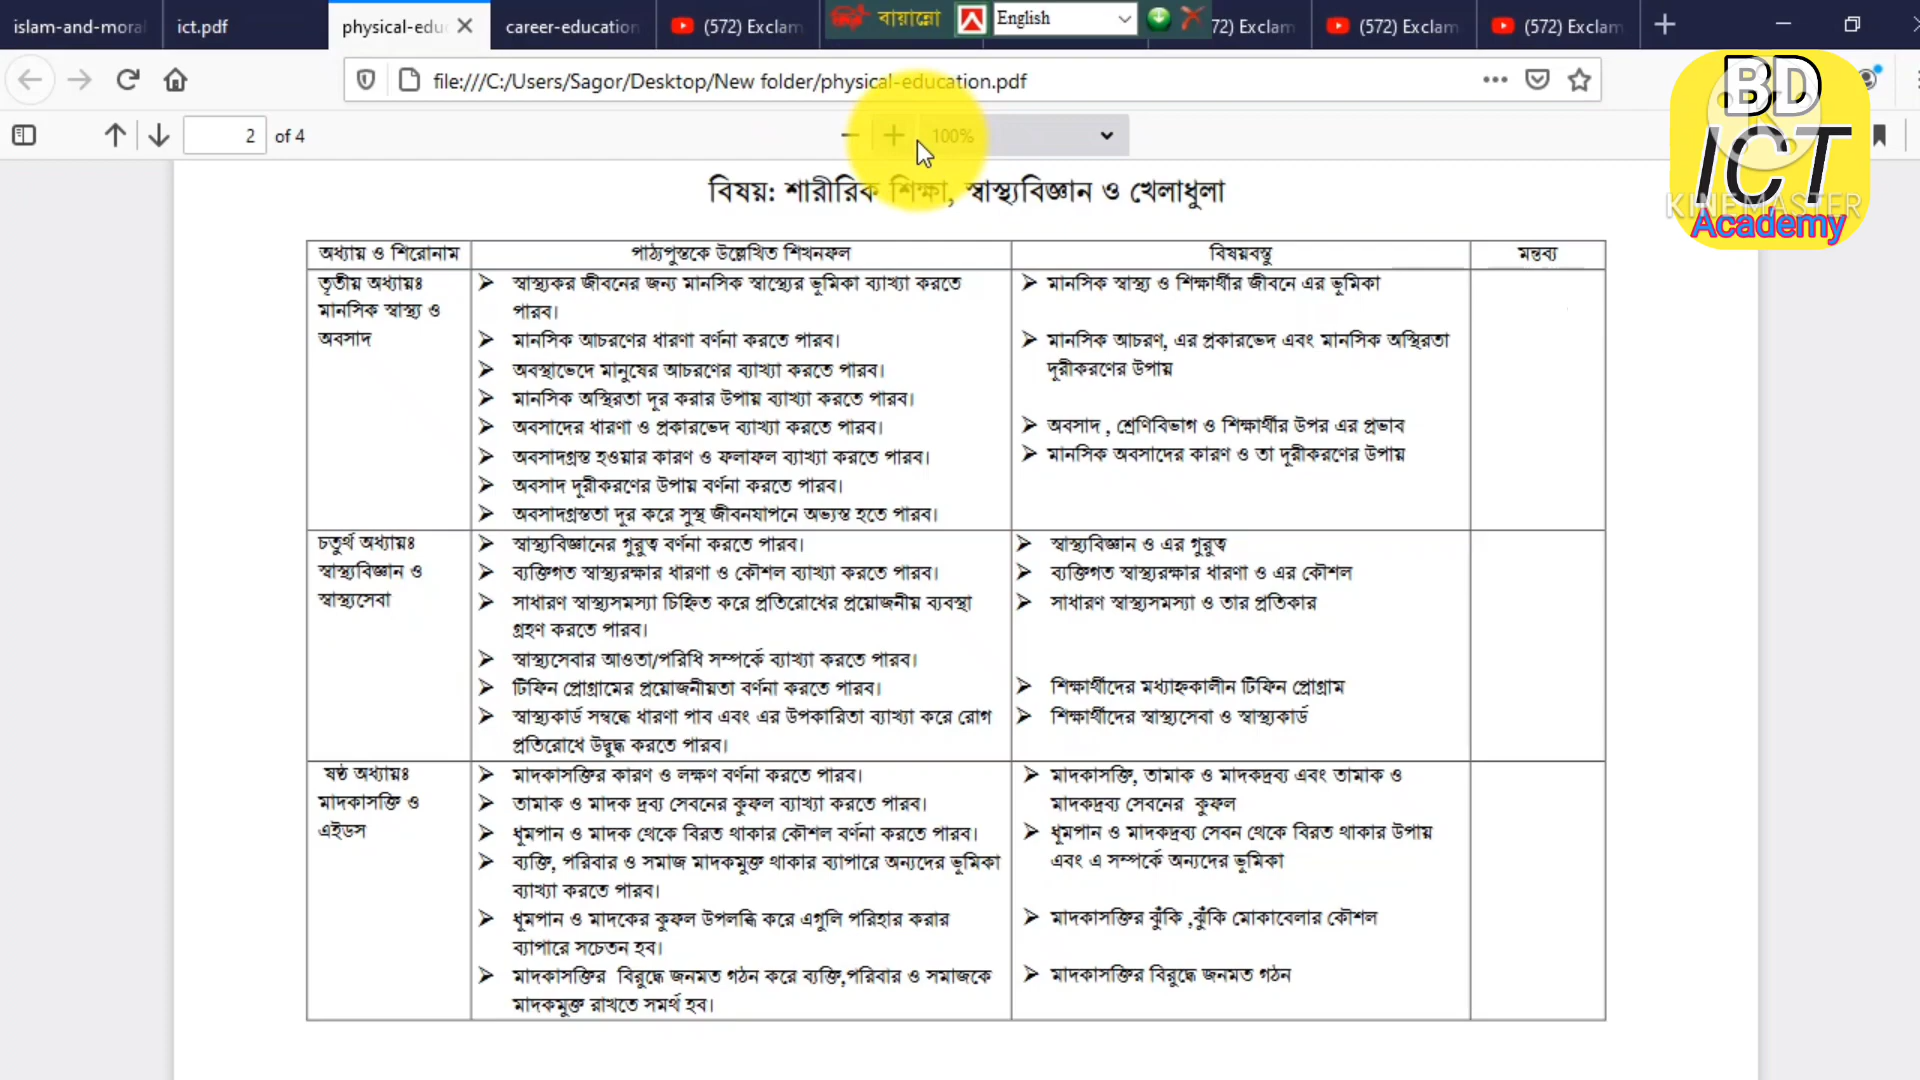 islam-and-moral
ict.pdf
physical-educ
career-education
(572) Exclam
বায়ান্নো
English
72) Exclam
(572) Exclam
(572) Exclam
file:///C:/Users/Sagor/Desktop/New folder/physical-education.pdf
2 of 4
100%
BD
ICT
Academy
KINEMASTER
বিষয়: শারীরিক শিক্ষা, স্বাস্থ্যবিজ্ঞান ও খেলাধুলা
অধ্যায় ও শিরোনাম
পাঠ্যপুস্তকে উল্লেখিত শিখনফল
বিষয়বস্তু
মন্তব্য
তৃতীয় অধ্যায়ঃ
মানসিক স্বাস্থ্য ও
অবসাদ
➢ স্বাস্থ্যকর জীবনের জন্য মানসিক স্বাস্থ্যের ভূমিকা ব্যাখ্যা করতে
পারব।
➢ মানসিক আচরণের ধারণা বর্ণনা করতে পারব।
➢ অবস্থাভেদে মানুষের আচরণের ব্যাখ্যা করতে পারব।
➢ মানসিক অস্থিরতা দূর করার উপায় ব্যাখ্যা করতে পারব।
➢ অবসাদের ধারণা ও প্রকারভেদ ব্যাখ্যা করতে পারব।
➢ অবসাদগ্রস্ত হওয়ার কারণ ও ফলাফল ব্যাখ্যা করতে পারব।
➢ অবসাদ দূরীকরণের উপায় বর্ণনা করতে পারব।
➢ অবসাদগ্রস্ততা দূর করে সুস্থ জীবনযাপনে অভ্যস্ত হতে পারব।
➢ মানসিক স্বাস্থ্য ও শিক্ষার্থীর জীবনে এর ভূমিকা
➢ মানসিক আচরণ, এর প্রকারভেদ এবং মানসিক অস্থিরতা
দূরীকরণের উপায়
➢ অবসাদ , শ্রেণিবিভাগ ও শিক্ষার্থীর উপর এর প্রভাব
➢ মানসিক অবসাদের কারণ ও তা দূরীকরণের উপায়
চতুর্থ অধ্যায়ঃ
স্বাস্থ্যবিজ্ঞান ও
স্বাস্থ্যসেবা
➢ স্বাস্থ্যবিজ্ঞানের গুরুত্ব বর্ণনা করতে পারব।
➢ ব্যক্তিগত স্বাস্থ্যরক্ষার ধারণা ও কৌশল ব্যাখ্যা করতে পারব।
➢ সাধারণ স্বাস্থ্যসমস্যা চিহ্নিত করে প্রতিরোধের প্রয়োজনীয় ব্যবস্থা
গ্রহণ করতে পারব।
➢ স্বাস্থ্যসেবার আওতা/পরিধি সম্পর্কে ব্যাখ্যা করতে পারব।
➢ টিফিন প্রোগ্রামের প্রয়োজনীয়তা বর্ণনা করতে পারব।
➢ স্বাস্থ্যকার্ড সম্বন্ধে ধারণা পাব এবং এর উপকারিতা ব্যাখ্যা করে রোগ
প্রতিরোধে উদ্বুদ্ধ করতে পারব।
➢ স্বাস্থ্যবিজ্ঞান ও এর গুরুত্ব
➢ ব্যক্তিগত স্বাস্থ্যরক্ষার ধারণা ও এর কৌশল
➢ সাধারণ স্বাস্থ্যসমস্যা ও তার প্রতিকার
➢ শিক্ষার্থীদের মধ্যাহ্নকালীন টিফিন প্রোগ্রাম
➢ শিক্ষার্থীদের স্বাস্থ্যসেবা ও স্বাস্থ্যকার্ড
ষষ্ঠ অধ্যায়ঃ
মাদকাসক্তি ও
এইডস
➢ মাদকাসক্তির কারণ ও লক্ষণ বর্ণনা করতে পারব।
➢ তামাক ও মাদক দ্রব্য সেবনের কুফল ব্যাখ্যা করতে পারব।
➢ ধূমপান ও মাদক থেকে বিরত থাকার কৌশল বর্ণনা করতে পারব।
➢ ব্যক্তি, পরিবার ও সমাজ মাদকমুক্ত থাকার ব্যাপারে অন্যদের ভূমিকা
ব্যাখ্যা করতে পারব।
➢ ধূমপান ও মাদকের কুফল উপলব্ধি করে এগুলি পরিহার করার
ব্যাপারে সচেতন হব।
➢ মাদকাসক্তির বিরুদ্ধে জনমত গঠন করে ব্যক্তি,পরিবার ও সমাজকে
মাদকমুক্ত রাখতে সমর্থ হব।
➢ মাদকাসক্তি, তামাক ও মাদকদ্রব্য এবং তামাক ও
মাদকদ্রব্য সেবনের কুফল
➢ ধূমপান ও মাদকদ্রব্য সেবন থেকে বিরত থাকার উপায়
এবং এ সম্পর্কে অন্যদের ভূমিকা
➢ মাদকাসক্তির ঝুঁকি ,ঝুঁকি মোকাবেলার কৌশল
➢ মাদকাসক্তির বিরুদ্ধে জনমত গঠন